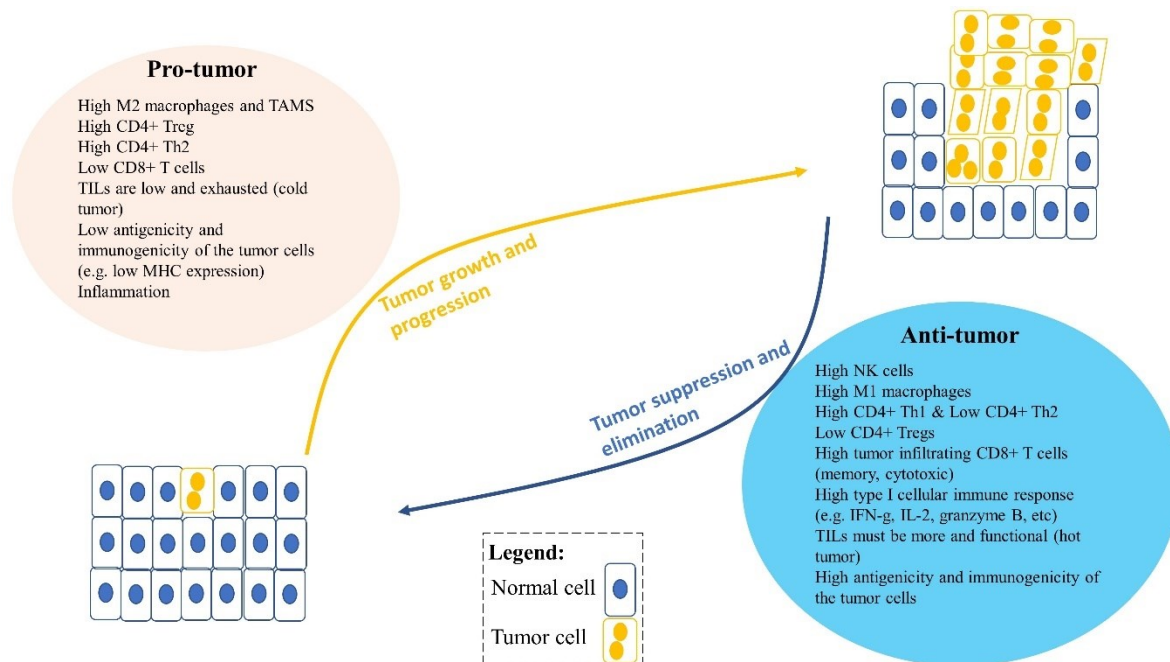 Pro-tumor
High M2 macrophages and TAMS
High CD4+ Treg
High CD4+ Th2
Low CD8+ T cells
TILs are low and exhausted (cold
tumor)
Low antigenicity and
immunogenicity of the tumor cells
(e.g. low MHC expression)
Inflammation
Tumor growth and
progression
Tumor suppression and
elimination
Anti-tumor
High NK cells
High M1 macrophages
High CD4+ Th1 & Low CD4+ Th2
Low CD4+ Tregs
High tumor infiltrating CD8+ T cells
(memory, cytotoxic)
High type I cellular immune response
(e.g. IFN-g, IL-2, granzyme B, etc)
TILs must be more and functional (hot
tumor)
High antigenicity and immunogenicity of
the tumor cells
Legend:
Normal cell
Tumor cell